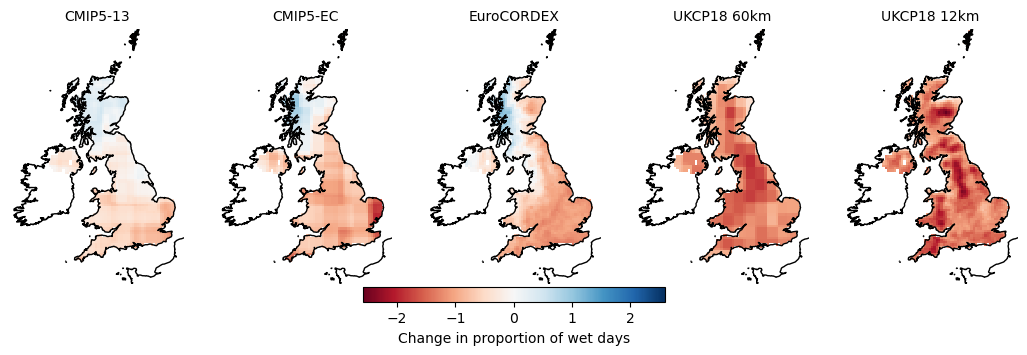 CMIP5-13 CMIP5-EC EuroCORDEX UKCP18 60km UKCP18 12km
−2 −1 0 1 2
Change in proportion of wet days